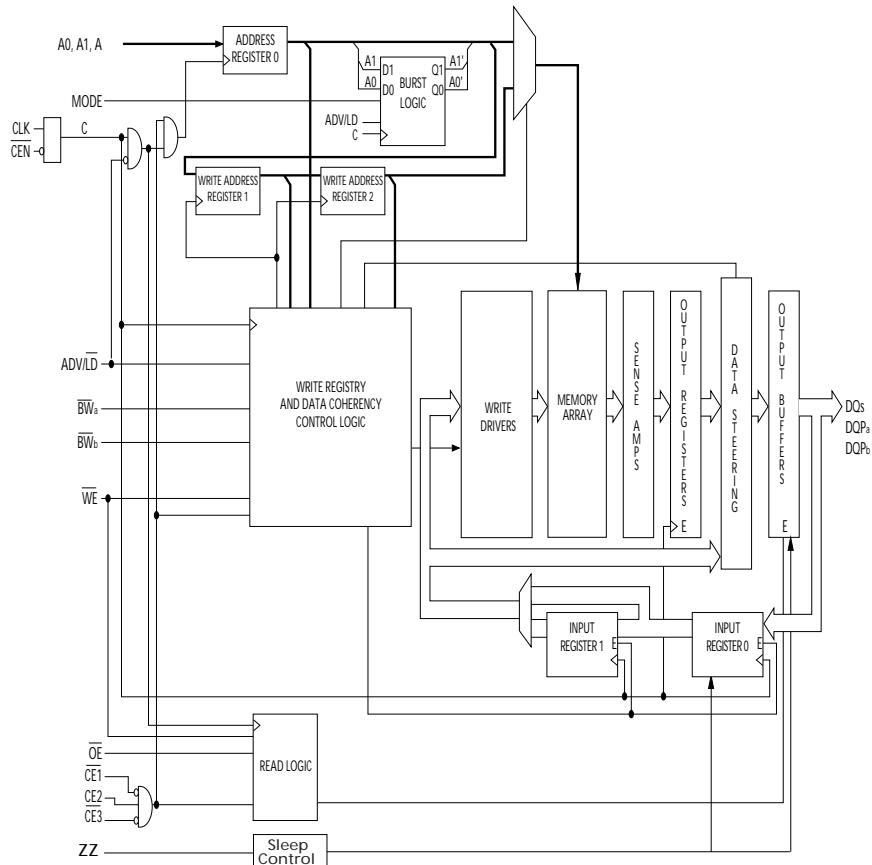 A0, A1, A
ADDRESS
REGISTER 0
A1
D1
Q1
A1'
A0
D0
Q0
A0'
BURST
LOGIC
MODE
ADV/LD
C
CLK
C
CEN
WRITE ADDRESS
REGISTER 1
WRITE ADDRESS
REGISTER 2
ADV/LD
BWa
BWb
WE
WRITE REGISTRY
AND DATA COHERENCY
CONTROL LOGIC
WRITE
DRIVERS
MEMORY
ARRAY
SENSE AMPS
OUTPUT REGISTERS
E
DATA STEERING
OUTPUT BUFFERS
E
DQs
DQPa
DQPb
INPUT
REGISTER 1
E
INPUT
REGISTER 0
E
OE
READ LOGIC
CE1
CE2
CE3
ZZ
Sleep
Control